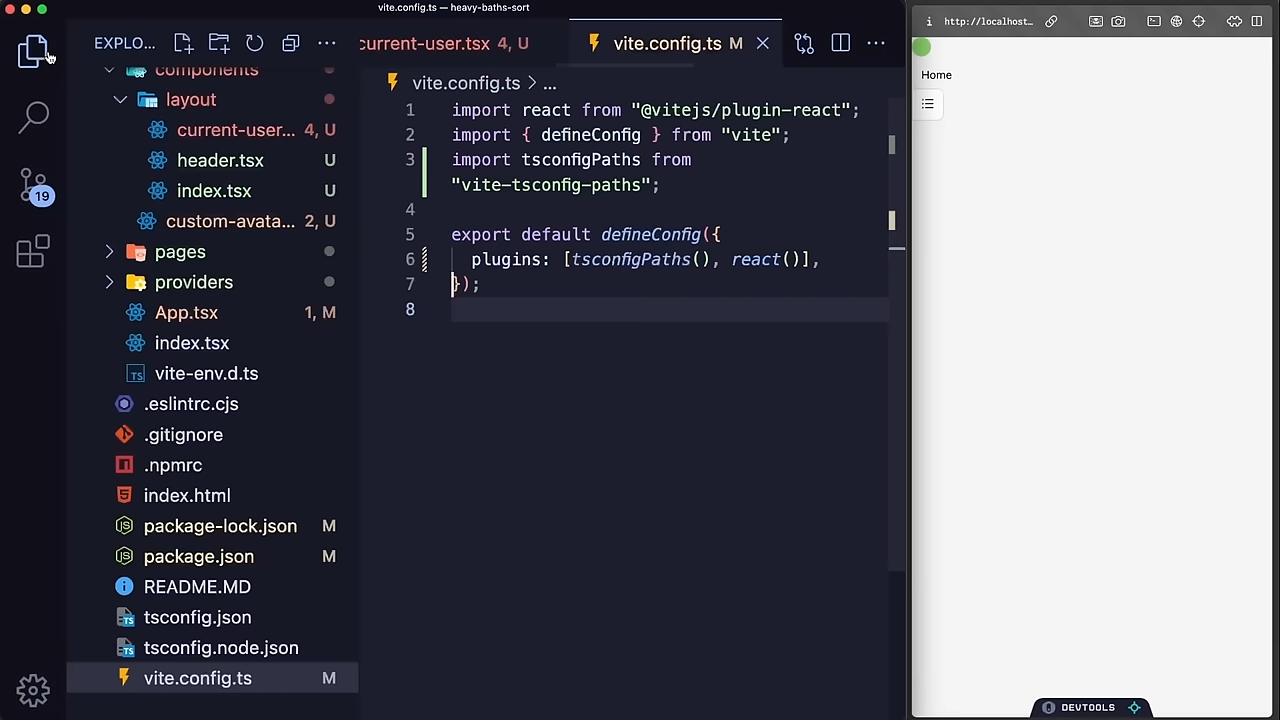 vite.config.ts — heavy-baths-sort
EXPLO...
current-user.tsx 4, U
vite.config.ts M
http://localhost...
components
layout
current-user... 4, U
header.tsx U
index.tsx U
custom-avata... 2, U
pages
providers
App.tsx 1, M
index.tsx
vite-env.d.ts
.eslintrc.cjs
.gitignore
.npmrc
index.html
package-lock.json M
package.json M
README.MD
tsconfig.json
tsconfig.node.json
vite.config.ts M
19
vite.config.ts > ...
1 import react from "@vitejs/plugin-react";
2 import { defineConfig } from "vite";
3 import tsconfigPaths from
"vite-tsconfig-paths";
4
5 export default defineConfig({
6 plugins: [tsconfigPaths(), react()],
7 });
8
Home
DEVTOOLS